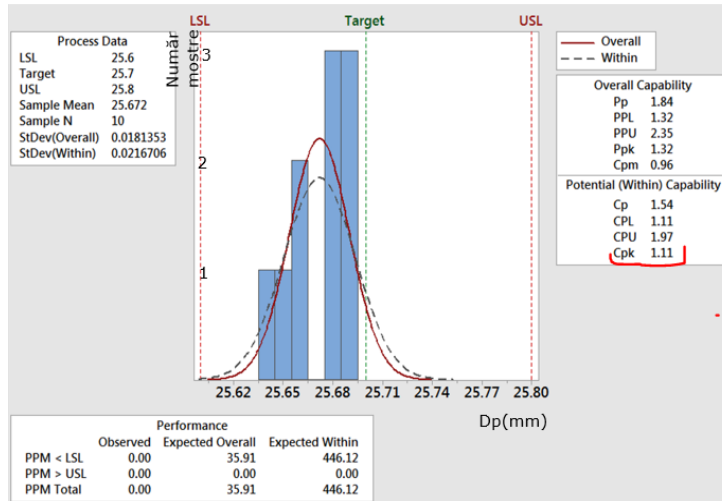 LSL Target USL
Process Data
LSL 25.6
Target 25.7
USL 25.8
Sample Mean 25.672
Sample N 10
StDev(Overall) 0.0181353
StDev(Within) 0.0216706
Număr
mostre
3
2
1
25.62 25.65 25.68 25.71 25.74 25.77 25.80
Dp(mm)
Overall
Within
Overall Capability
Pp 1.84
PPL 1.32
PPU 2.35
Ppk 1.32
Cpm 0.96
Potential (Within) Capability
Cp 1.54
CPL 1.11
CPU 1.97
Cpk 1.11
Performance
Observed Expected Overall Expected Within
PPM < LSL 0.00 35.91 446.12
PPM > USL 0.00 0.00 0.00
PPM Total 0.00 35.91 446.12